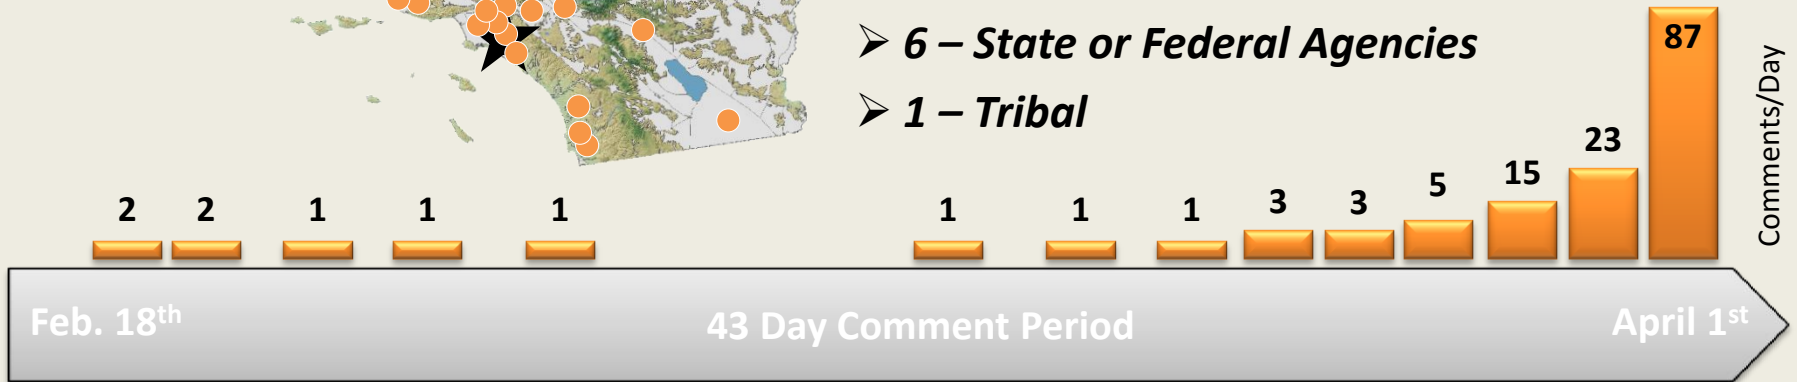 ➢ 6 – State or Federal Agencies
➢ 1 – Tribal
87
23
15
5
2 2 1 1 1 1 1 1 3 3
Comments/Day
Feb. 18th 43 Day Comment Period April 1st